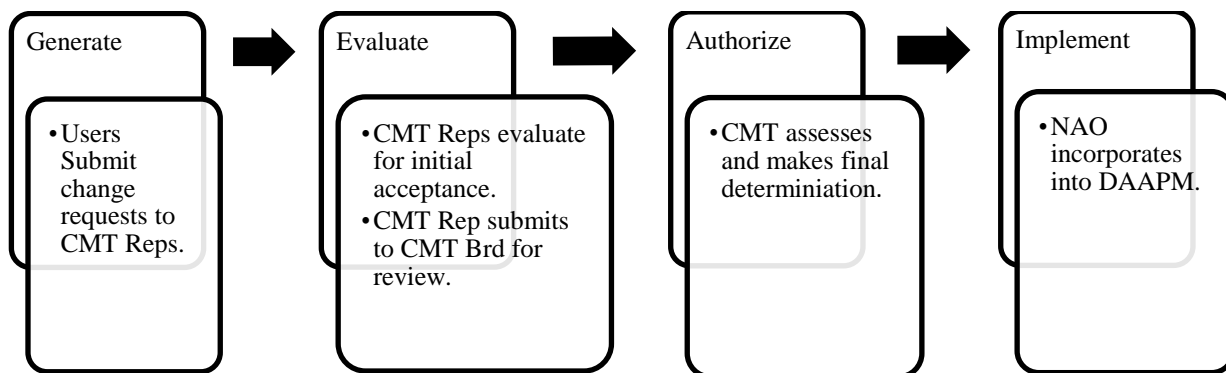 Generate
•Users
Submit
change
requests to
CMT Reps.
Evaluate
•CMT Reps evaluate
for initial
acceptance.
•CMT Rep submits
to CMT Brd for
review.
Authorize
•CMT assesses
and makes final
determiniation.
Implement
•NAO
incorporates
into DAAPM.